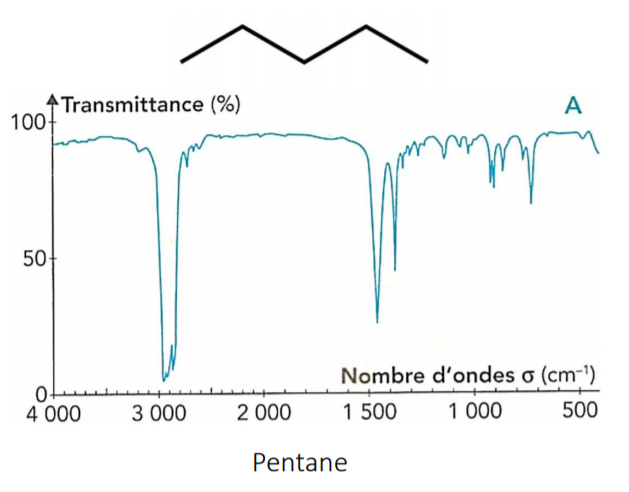 Transmittance (%)
A
100
50
0
Nombre d'ondes σ (cm⁻¹)
4 000 3 000 2 000 1 500 1 000 500
Pentane